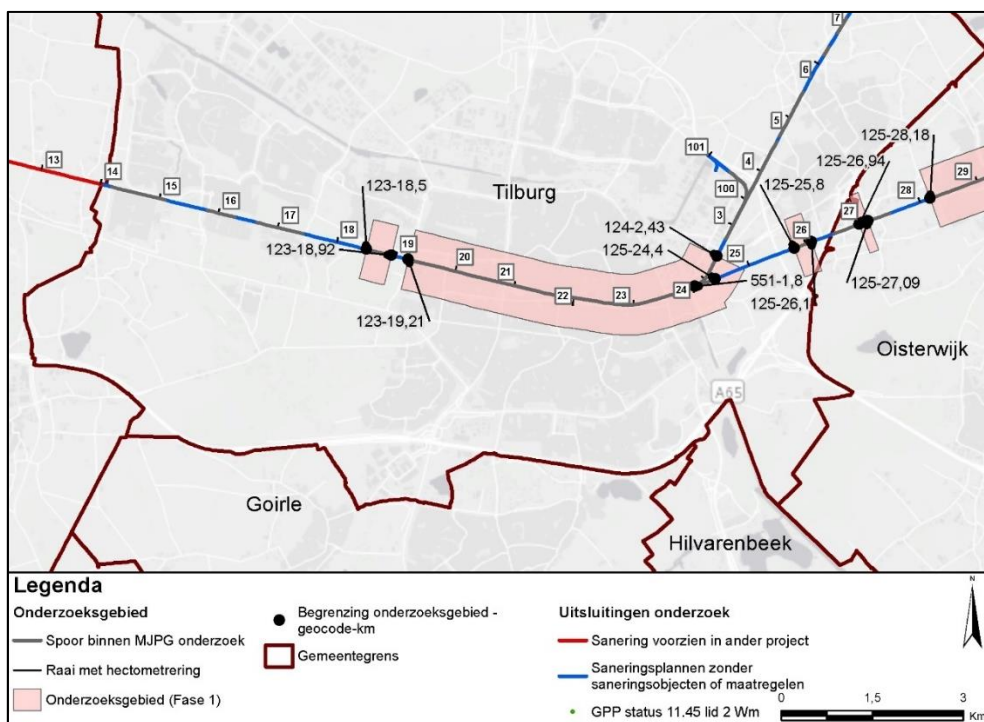 7
6
5
4
3
101
100
13
14
15
16
17
18
19
20
21
22
23
24
25
26
27
28
29
125-28,18
125-26,94
125-25,8
123-18,5
Tilburg
124-2,43
123-18,92
125-24,4
551-1,8
125-27,09
125-26,1
123-19,21
Oisterwijk
A65
Goirle
Hilvarenbeek
Legenda
Onderzoeksgebied
Spoor binnen MJPG onderzoek
Raai met hectometrering
Onderzoeksgebied (Fase 1)
Begrenzing onderzoeksgebied -
geocode-km
Gemeentegrens
Uitsluitingen onderzoek
Sanering voorzien in ander project
Saneringsplannen zonder
saneringsobjecten of maatregelen
GPP status 11.45 lid 2 Wm
N
0 1,5 3
Km